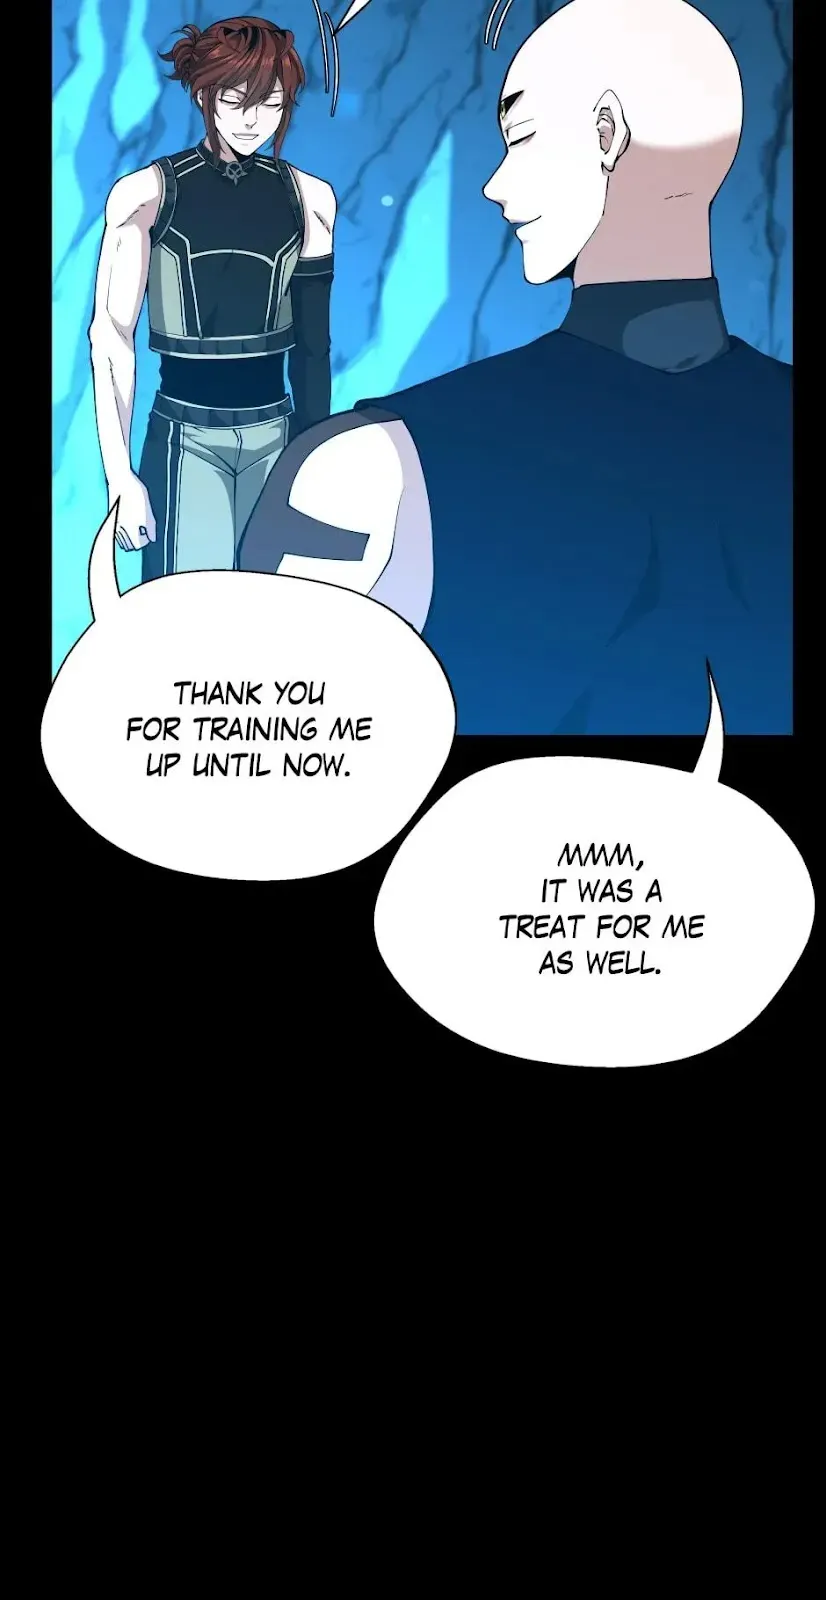 THANK YOU
FOR TRAINING ME
UP UNTIL NOW.
MMM,
IT WAS A
TREAT FOR ME
AS WELL.